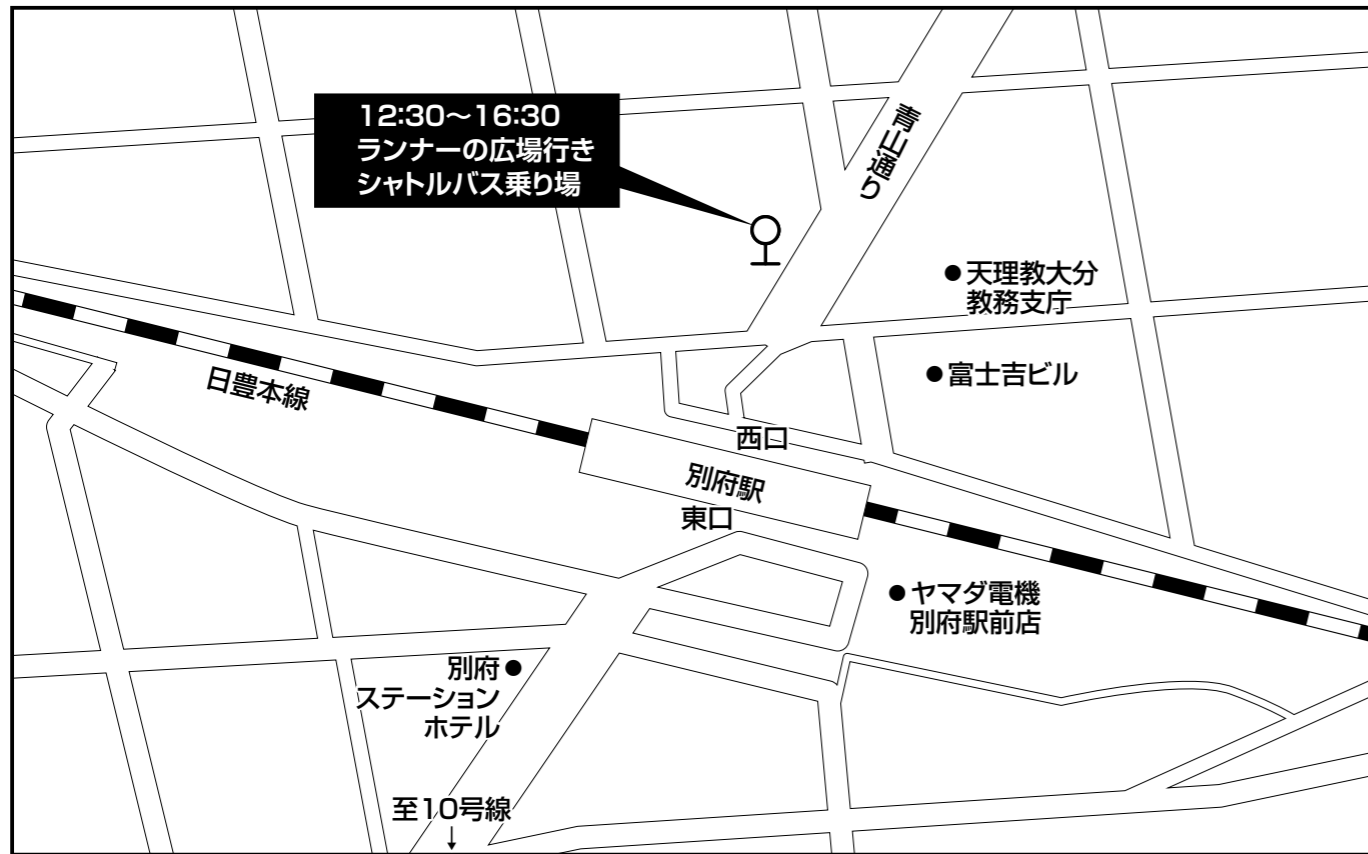 12:30〜16:30
ランナーの広場行き
シャトルバス乗り場
青山通り
天理教大分
教務支庁
富士吉ビル
日豊本線
西口
別府駅
東口
ヤマダ電機
別府駅前店
別府
ステーション
ホテル
至10号線
↓